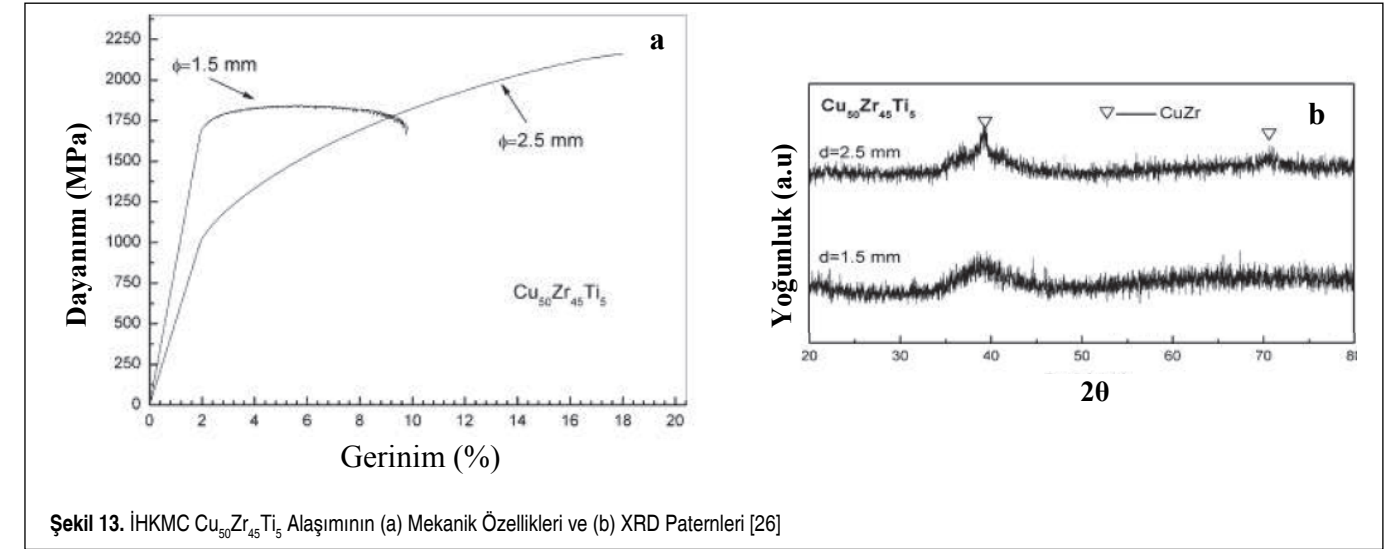 a
2250
2000
1750
1500
1250
1000
750
500
250
0
ϕ=1.5 mm
ϕ=2.5 mm
Cu₅₀Zr₄₅Ti₅
Dayanımı (MPa)
0 2 4 6 8 10 12 14 16 18 20
Gerinim (%)
Cu₅₀Zr₄₅Ti₅
▽—CuZr
b
d=2.5 mm
d=1.5 mm
Yoğunluk (a.u)
20 30 40 50 60 70
2θ
Şekil 13. İHKMC Cu₅₀Zr₄₅Ti₅ Alaşımının (a) Mekanik Özellikleri ve (b) XRD Paternleri [26]